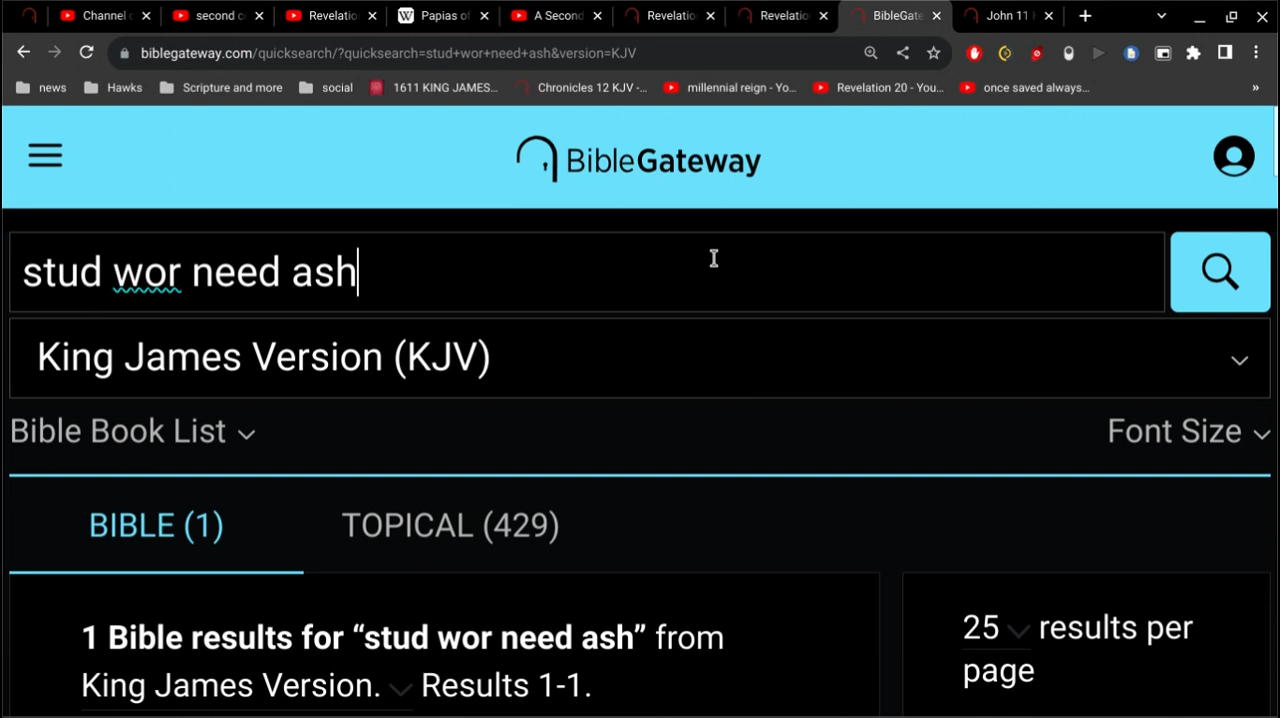 Channel
second c
Revelatio
Papias of
A Second
Revelatio
Revelatio
BibleGate
John 11
biblegateway.com/quicksearch/?quicksearch=stud+wor+need+ash&version=KJV
news
Hawks
Scripture and more
social
1611 KING JAMES...
Chronicles 12 KJV -...
millennial reign - Yo...
Revelation 20 - You...
once saved always...
»
BibleGateway
stud wor need ash
King James Version (KJV)
Bible Book List
Font Size
BIBLE (1)
TOPICAL (429)
1 Bible results for “stud wor need ash” from
King James Version. Results 1-1.
25 results per
page